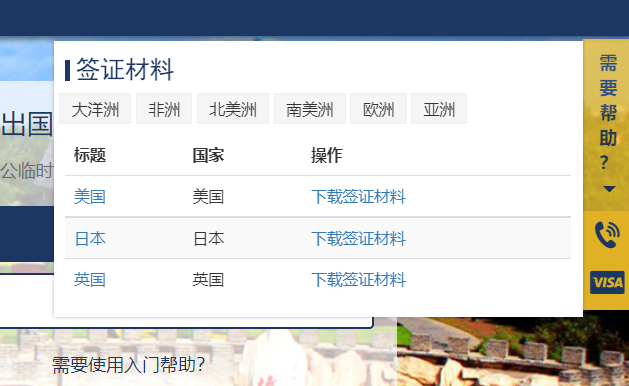 签证材料
大洋洲 非洲 北美洲 南美洲 欧洲 亚洲
标题 国家 操作
美国 美国 下载签证材料
日本 日本 下载签证材料
英国 英国 下载签证材料
出国
公临时
需要使用入门帮助?
需要帮助?
VISA